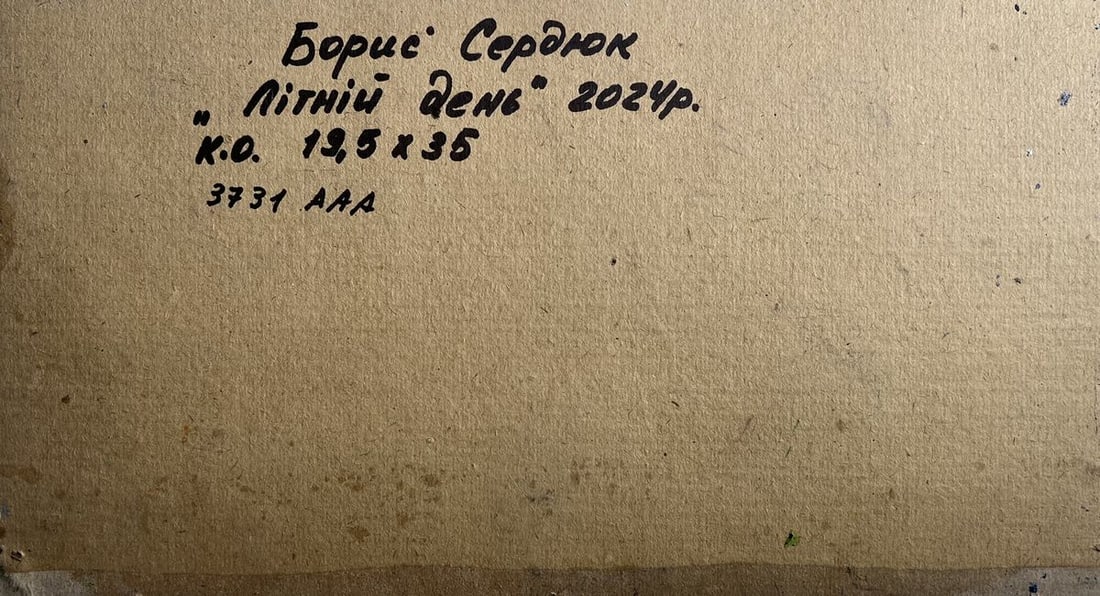 Борис Сердюк
„Літній день" 2024р.
к.о. 19,5 х 35
3731 ААА